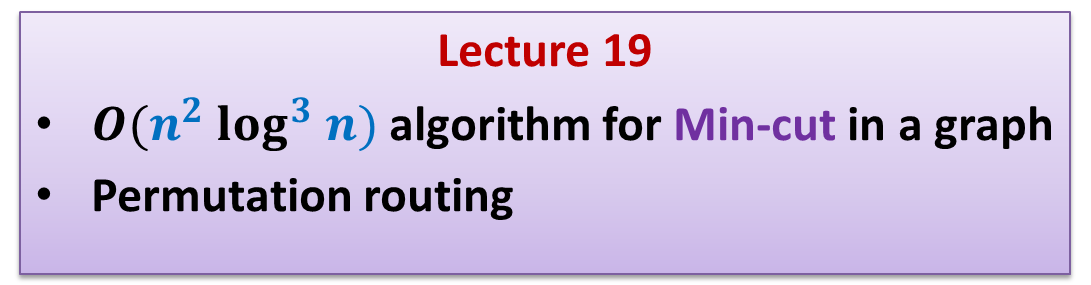 Lecture 19
• O(n² log³ n) algorithm for Min-cut in a graph
• Permutation routing